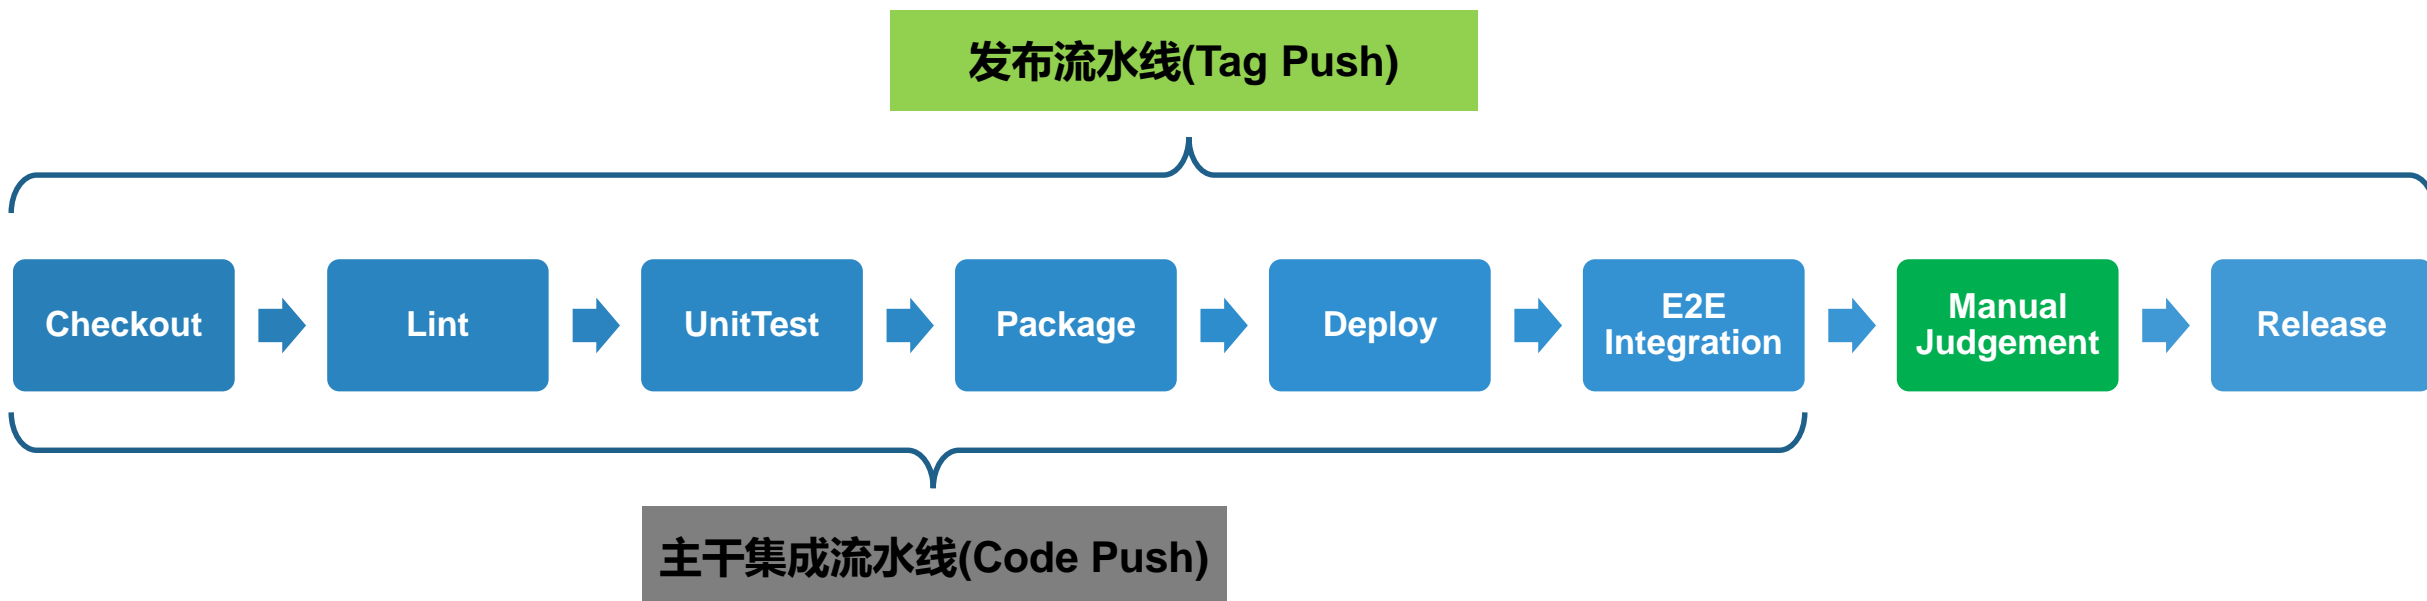 发布流水线(Tag Push)
Checkout
Lint
UnitTest
Package
Deploy
E2E
Integration
Manual
Judgement
Release
主干集成流水线(Code Push)